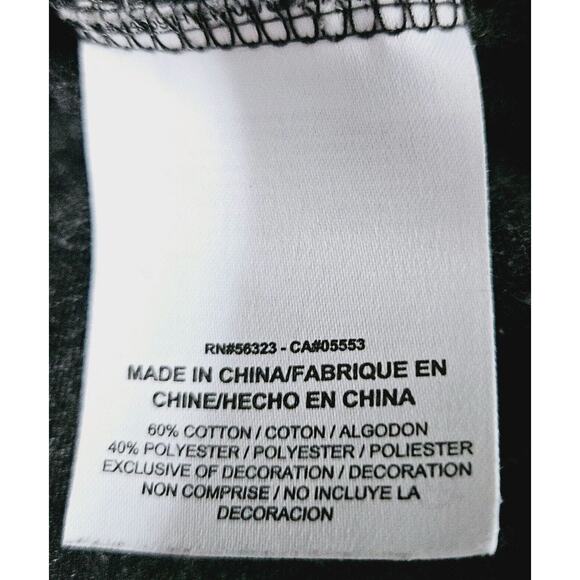 RN#56323 - CA#05553
MADE IN CHINA/FABRIQUE EN
CHINE/HECHO EN CHINA
60% COTTON / COTON / ALGODON
40% POLYESTER / POLYESTER / POLIESTER
EXCLUSIVE OF DECORATION / DECORATION
NON COMPRISE / NO INCLUYE LA
DECORACION